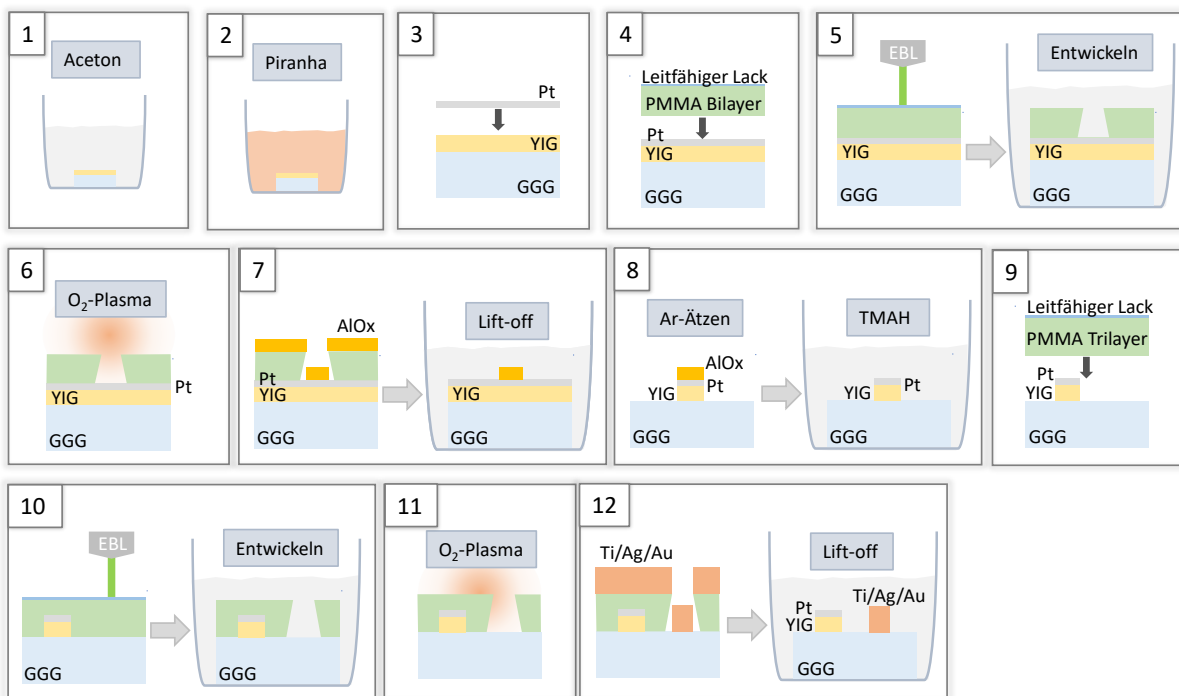 1
Aceton
2
Piranha
3
Pt
YIG
GGG
4
Leitfähiger Lack
PMMA Bilayer
Pt
YIG
GGG
5
EBL
Entwickeln
YIG
GGG
YIG
GGG
6
O₂-Plasma
Pt
YIG
GGG
7
AlOx
Lift-off
Pt
YIG
GGG
YIG
GGG
8
Ar-Ätzen
TMAH
AlOx
Pt
YIG
GGG
Pt
YIG
GGG
9
Leitfähiger Lack
PMMA Trilayer
Pt
YIG
GGG
10
EBL
Entwickeln
GGG
GGG
11
O₂-Plasma
12
Ti/Ag/Au
Lift-off
Pt
YIG
Ti/Ag/Au
GGG